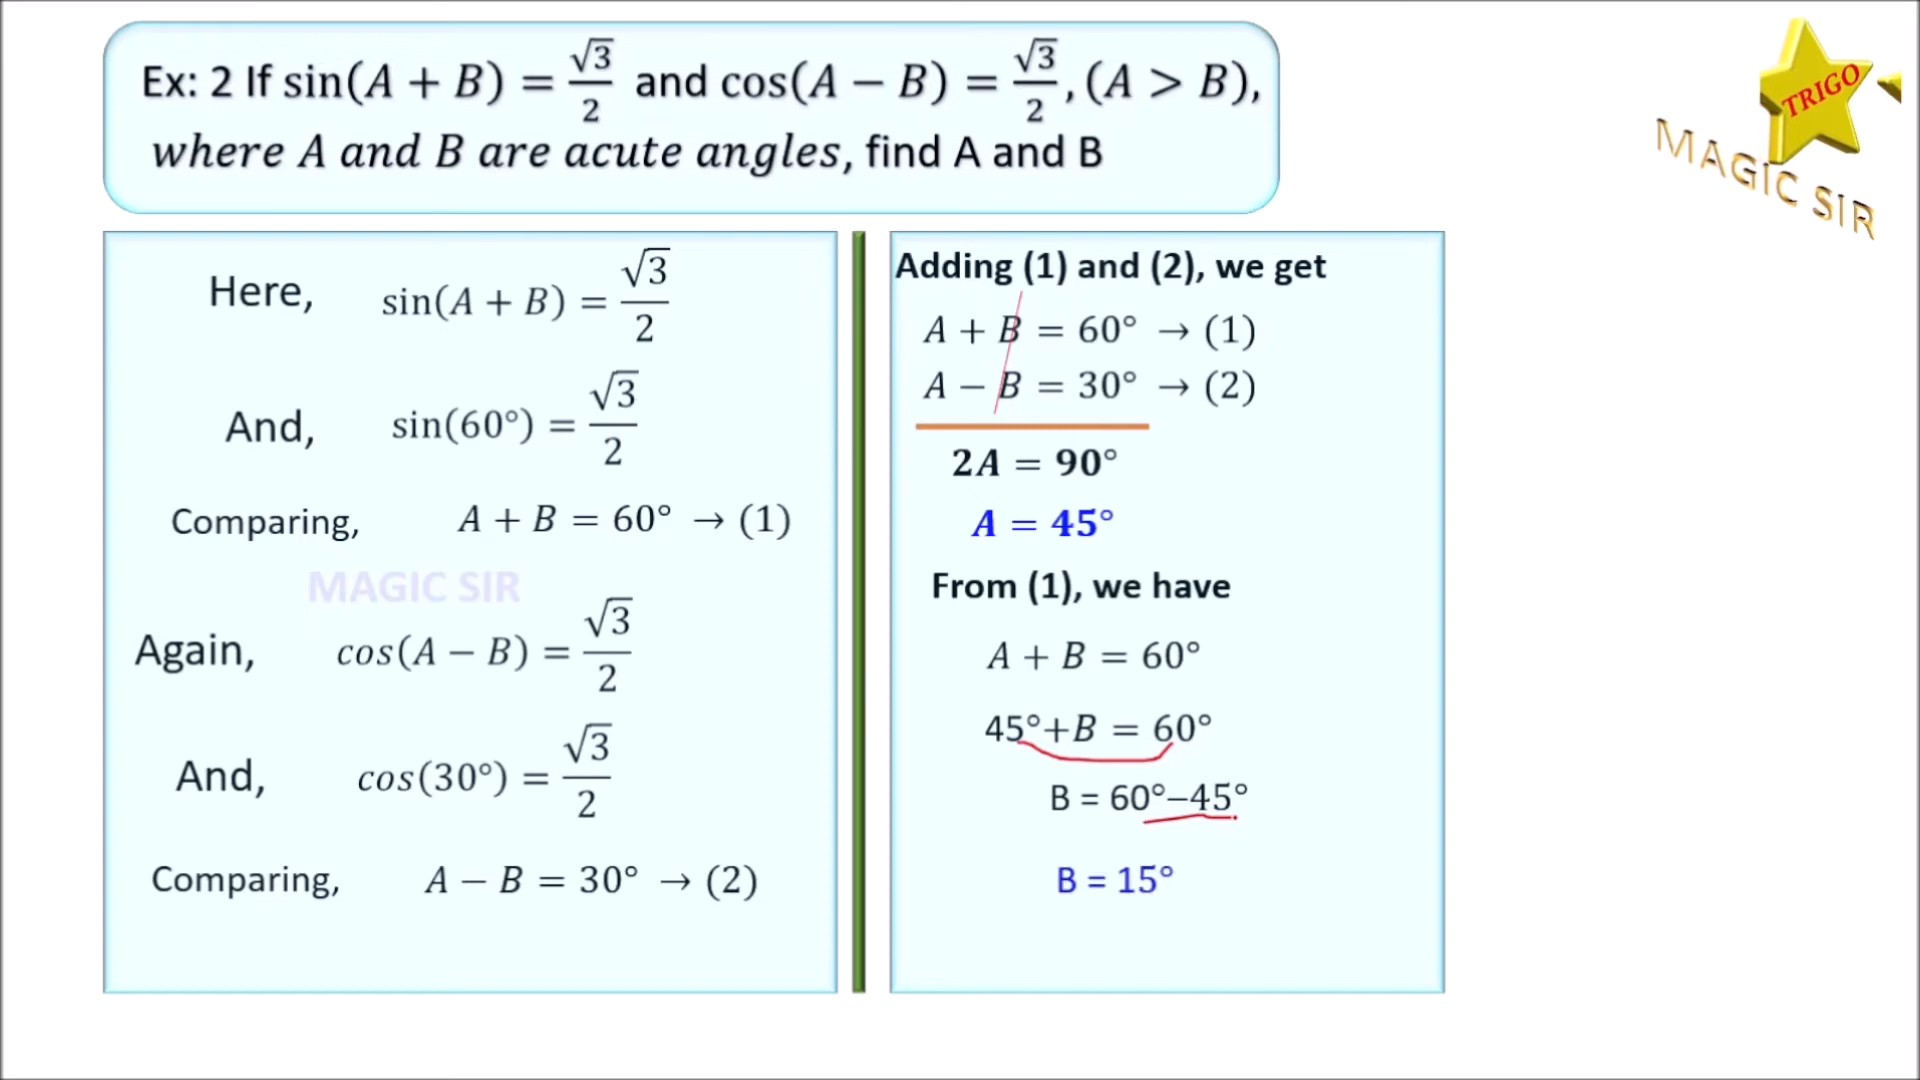 Ex: 2 If sin(A + B) = √3/2 and cos(A − B) = √3/2, (A > B),
where A and B are acute angles, find A and B
TRIGO
MAGIC SIR
Here, sin(A + B) = √3/2
And, sin(60°) = √3/2
Comparing, A + B = 60° → (1)
MAGIC SIR
Again, cos(A − B) = √3/2
And, cos(30°) = √3/2
Comparing, A − B = 30° → (2)
Adding (1) and (2), we get
A + B = 60° → (1)
A − B = 30° → (2)
2A = 90°
A = 45°
From (1), we have
A + B = 60°
45°+B = 60°
B = 60°−45°
B = 15°